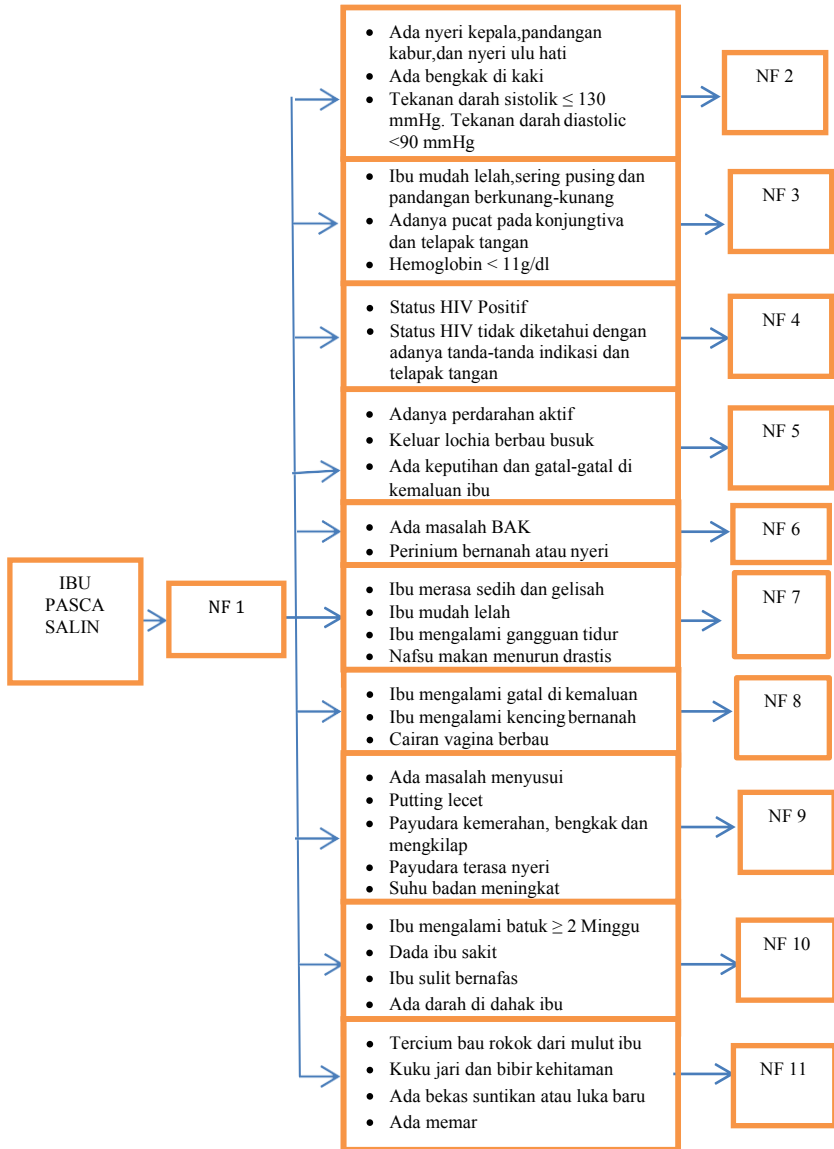 • Ada nyeri kepala,pandangan
kabur,dan nyeri ulu hati
• Ada bengkak di kaki
• Tekanan darah sistolik ≤ 130
mmHg. Tekanan darah diastolic
<90 mmHg
NF 2
• Ibu mudah lelah,sering pusing dan
pandangan berkunang-kunang
• Adanya pucat pada konjungtiva
dan telapak tangan
• Hemoglobin < 11g/dl
NF 3
• Status HIV Positif
• Status HIV tidak diketahui dengan
adanya tanda-tanda indikasi dan
telapak tangan
NF 4
• Adanya perdarahan aktif
• Keluar lochia berbau busuk
• Ada keputihan dan gatal-gatal di
kemaluan ibu
NF 5
• Ada masalah BAK
• Perinium bernanah atau nyeri
NF 6
IBU
PASCA
SALIN
NF 1
• Ibu merasa sedih dan gelisah
• Ibu mudah lelah
• Ibu mengalami gangguan tidur
• Nafsu makan menurun drastis
NF 7
• Ibu mengalami gatal di kemaluan
• Ibu mengalami kencing bernanah
• Cairan vagina berbau
NF 8
• Ada masalah menyusui
• Putting lecet
• Payudara kemerahan, bengkak dan
mengkilap
• Payudara terasa nyeri
• Suhu badan meningkat
NF 9
• Ibu mengalami batuk ≥ 2 Minggu
• Dada ibu sakit
• Ibu sulit bernafas
• Ada darah di dahak ibu
NF 10
• Tercium bau rokok dari mulut ibu
• Kuku jari dan bibir kehitaman
• Ada bekas suntikan atau luka baru
• Ada memar
NF 11